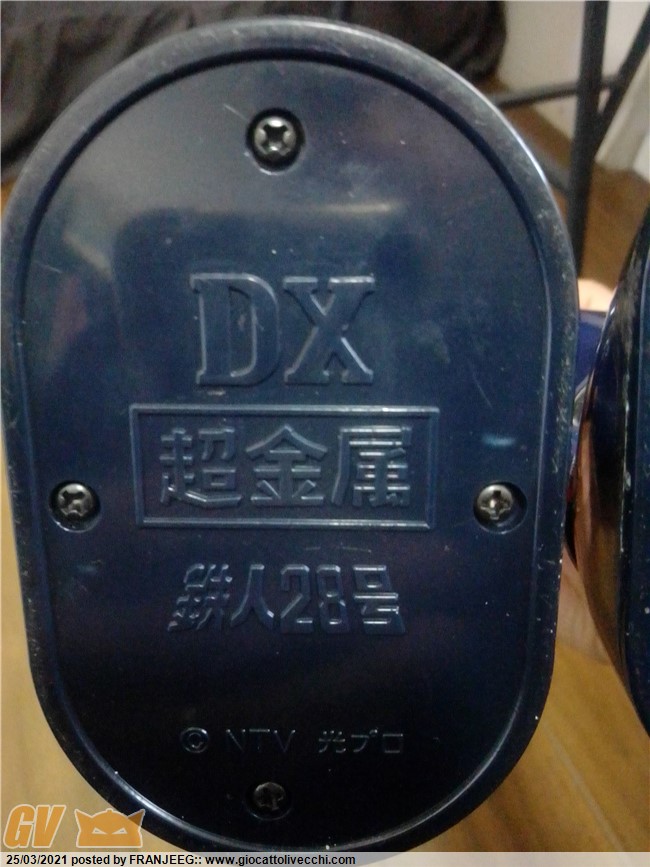 DX
超金属
鉄人28号
© NTV 光プロ
GV
25/03/2021 posted by FRANJEEG:: www.giocattolivecchi.com